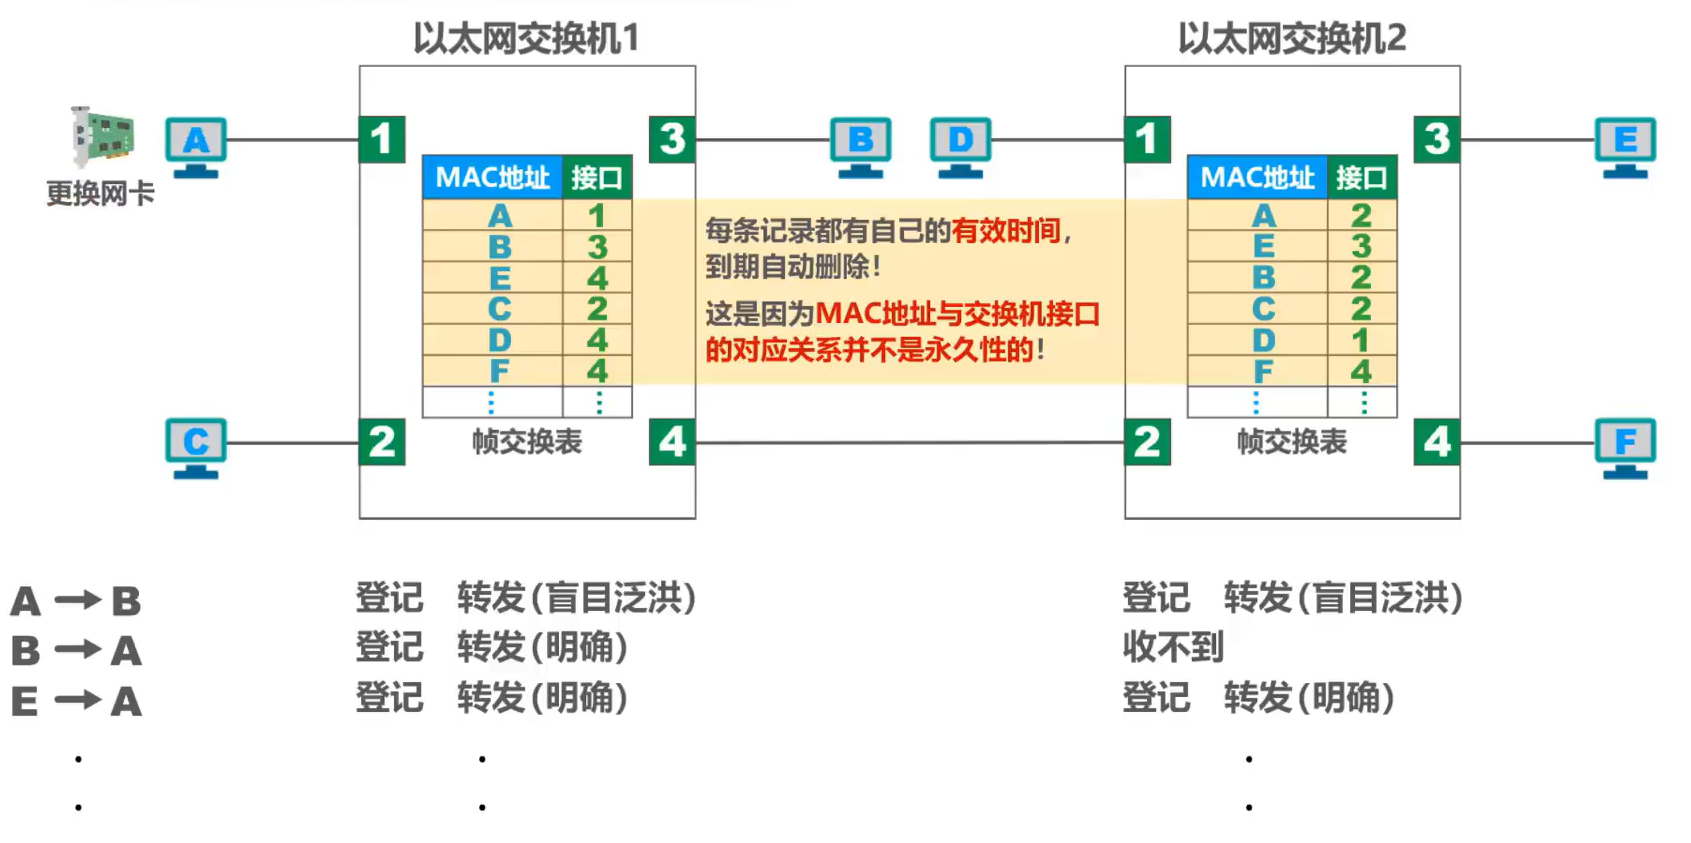 以太网交换机1
以太网交换机2
更换网卡
A
1
3
B
D
1
3
E
MAC地址 接口
A 1
B 3
E 4
C 2
D 4
F 4
⋮ ⋮
帧交换表
每条记录都有自己的有效时间，
到期自动删除！
这是因为MAC地址与交换机接口
的对应关系并不是永久性的！
MAC地址 接口
A 2
E 3
B 2
C 2
D 1
F 4
⋮ ⋮
帧交换表
C
2
4
2
4
F
A → B 登记 转发(盲目泛洪) 登记 转发(盲目泛洪)
B → A 登记 转发(明确) 收不到
E → A 登记 转发(明确) 登记 转发(明确)
· · ·
· · ·